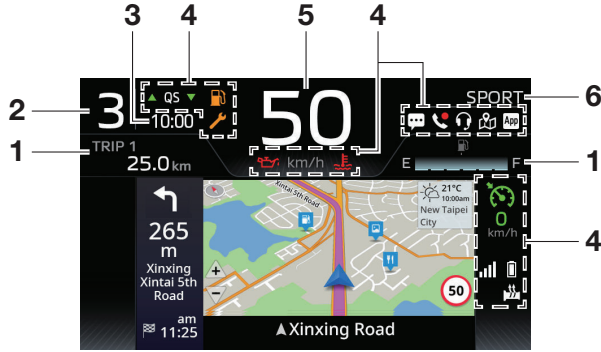 4
5
4
3
QS
50
SPORT
6
2
3
10:00
App
1
TRIP 1
25.0 km
km/h
E
F
1
265
m
Xinxing
Xintai 5th
Road
am
11:25
Xintai 5th
Road
21°C
10:00am
New Taipei
City
+
−
50
Xinxing Road
0
km/h
4